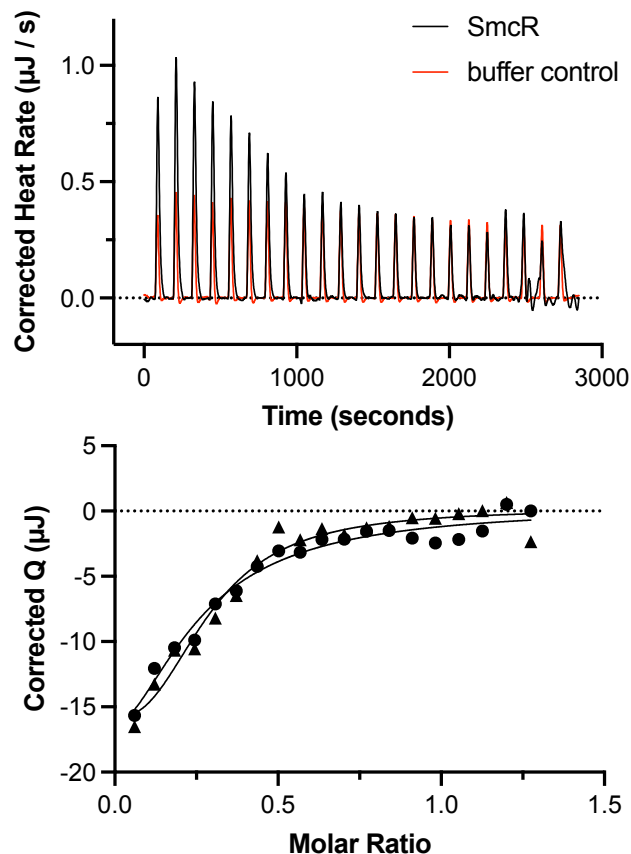 SmcR
buffer control
Corrected Heat Rate (μJ / s)
1.0
0.5
0.0
0
1000
2000
3000
Time (seconds)
Corrected Q (μJ)
5
0
-5
-10
-15
-20
0.0
0.5
1.0
1.5
Molar Ratio